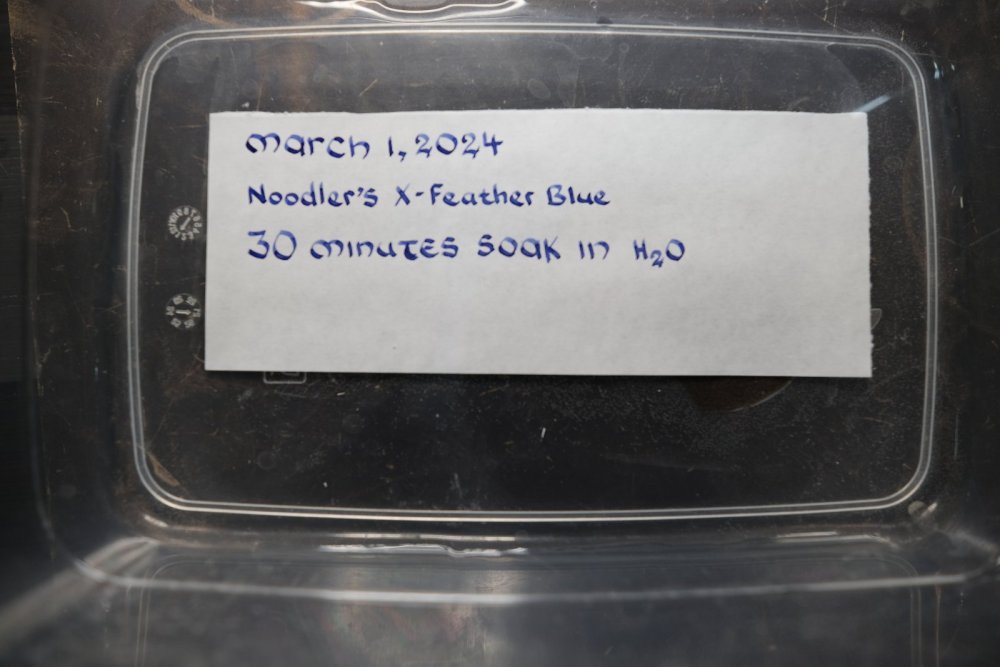 March 1, 2024
Noodler's X-Feather Blue
30 minutes soak in H₂O